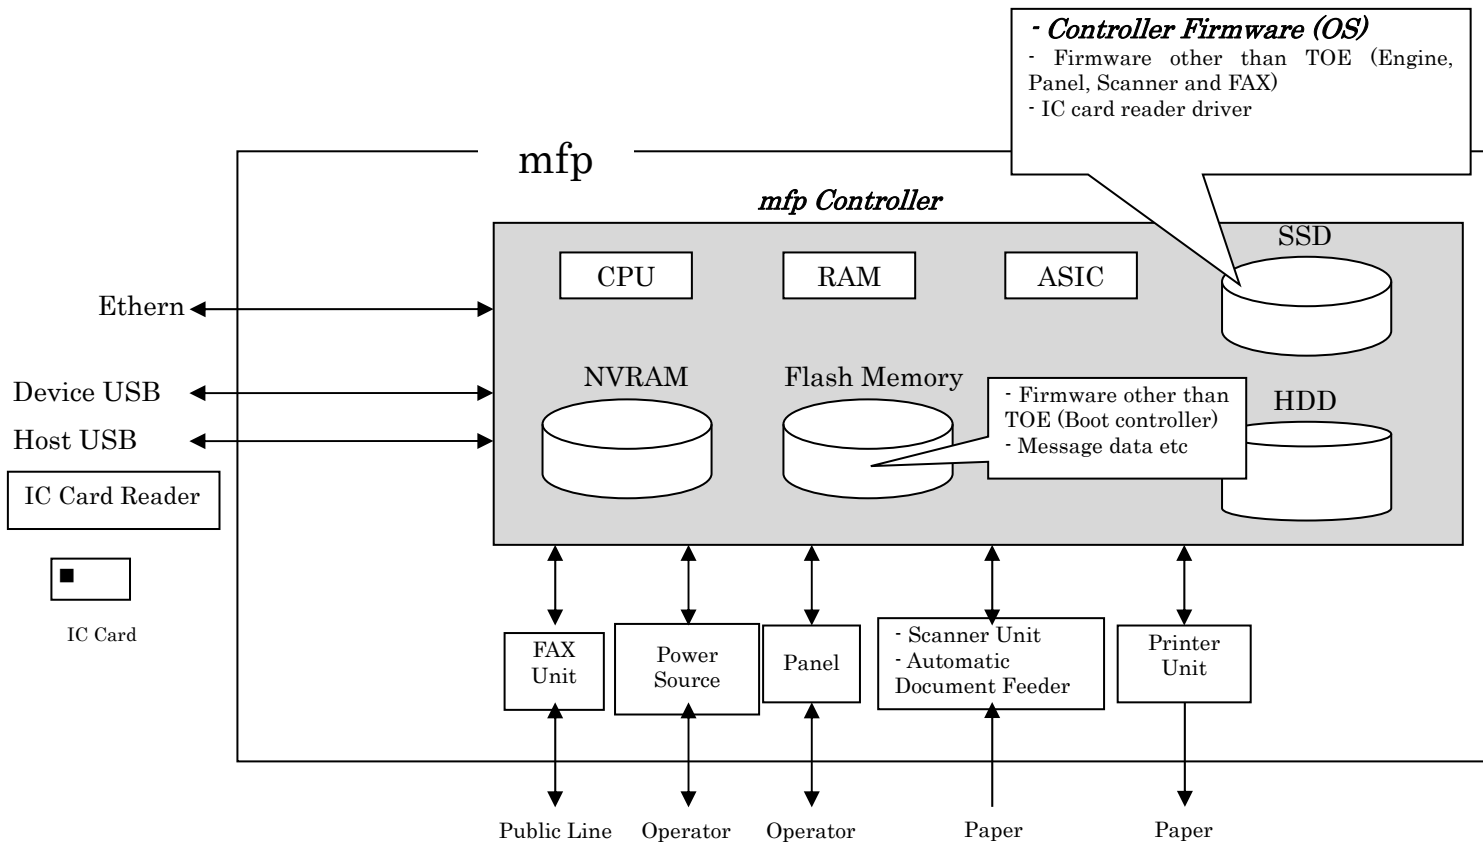 - Controller Firmware (OS)
- Firmware other than TOE (Engine,
Panel, Scanner and FAX)
- IC card reader driver
mfp
mfp Controller
SSD
CPU
RAM
ASIC
Ethern
Device USB
Host USB
NVRAM
Flash Memory
- Firmware other than
TOE (Boot controller)
- Message data etc
HDD
IC Card Reader
IC Card
FAX
Unit
Power
Source
Panel
- Scanner Unit
- Automatic
Document Feeder
Printer
Unit
Public Line
Operator
Operator
Paper
Paper